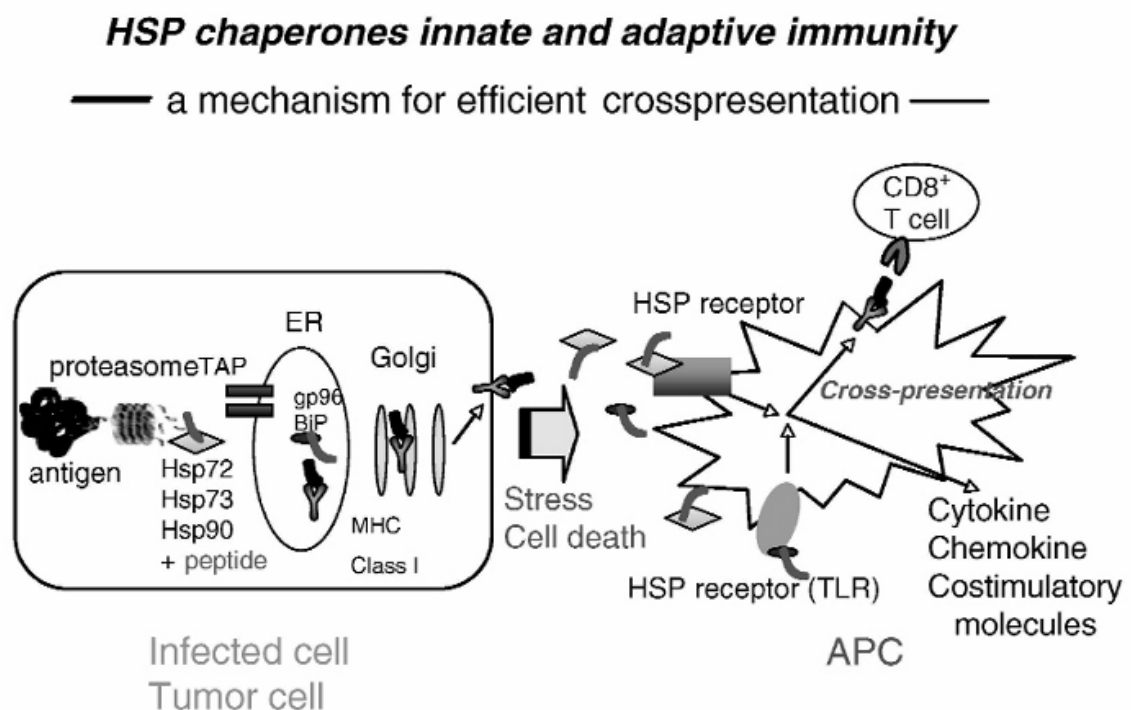 HSP chaperones innate and adaptive immunity
a mechanism for efficient crosspresentation
CD8+
T cell
HSP receptor
ER
Golgi
proteasomeTAP
gp96
BiP
Cross-presentation
antigen
Hsp72
Hsp73
Hsp90
+ peptide
MHC
Class I
Stress
Cell death
HSP receptor (TLR)
Cytokine
Chemokine
Costimulatory
molecules
APC
Infected cell
Tumor cell